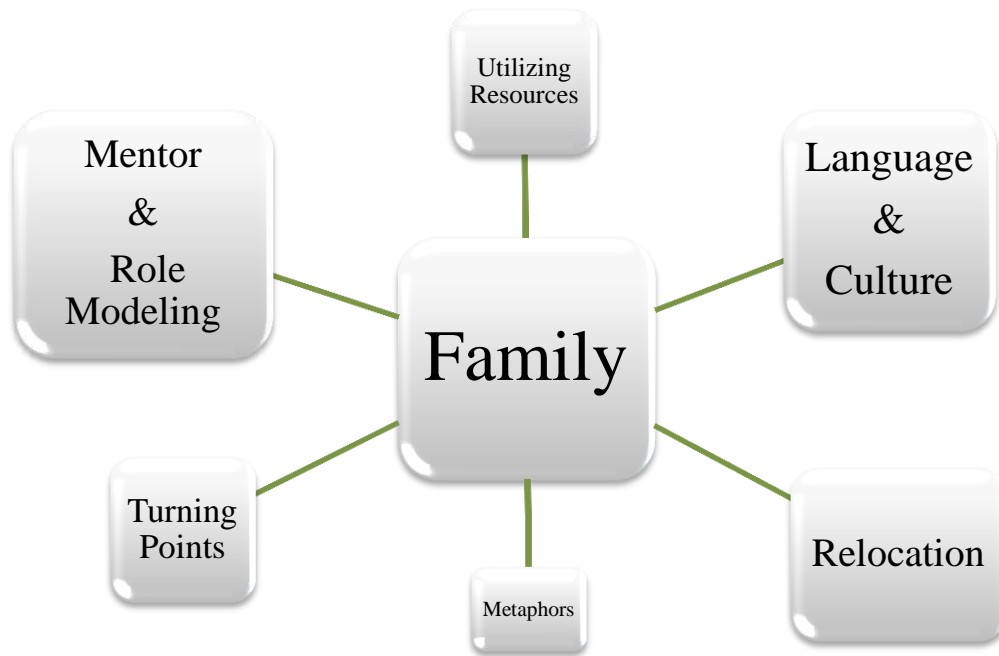 Utilizing
Resources
Mentor
&
Role
Modeling
Language
&
Culture
Family
Turning
Points
Metaphors
Relocation